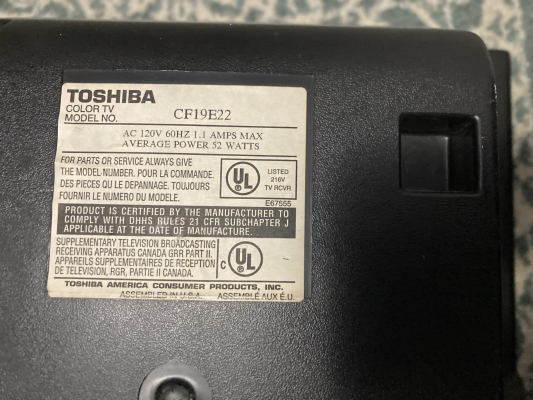 TOSHIBA
COLOR TV
MODEL NO. CF19E22
AC 120V 60HZ 1.1 AMPS MAX
AVERAGE POWER 52 WATTS
FOR PARTS OR SERVICE ALWAYS GIVE
THE MODEL NUMBER. POUR LA COMMANDE.
DES PIECES OU LE DEPANNAGE. TOUJOURS
FOURNIR LE NUMERO DU MODELE.
UL
LISTED
216V
TV RCVR
E67555
PRODUCT IS CERTIFIED BY THE MANUFACTURER TO
COMPLY WITH DHHS RULES 21 CFR SUBCHAPTER J
APPLICABLE AT THE DATE OF MANUFACTURE.
SUPPLEMENTARY TELEVISION BROADCASTING
RECEIVING APPARATUS CANADA GRR PART II.
APPAREILS SUPPLEMENTAIRES DE RECEPTION
DE TELEVISION, RGR, PARTIE II CANADA.
C UL
TOSHIBA AMERICA CONSUMER PRODUCTS, INC.
ASSEMBLED IN U.S.A. ASSEMBLÉ AUX É.U.